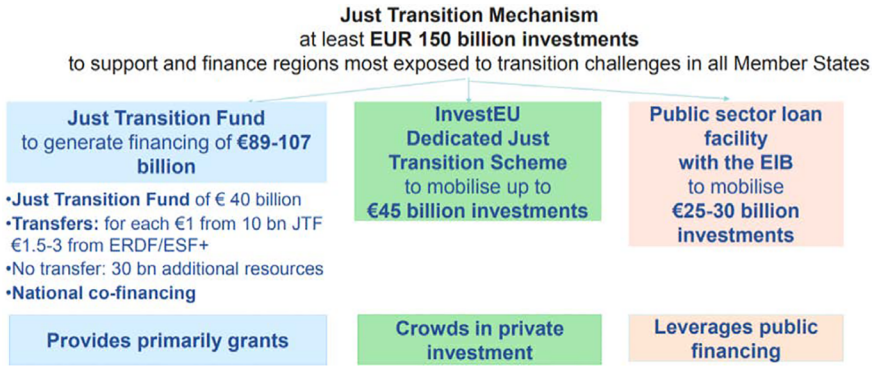 Just Transition Mechanism
at least EUR 150 billion investments
to support and finance regions most exposed to transition challenges in all Member States
Just Transition Fund
to generate financing of €89-107
billion
•Just Transition Fund of € 40 billion
•Transfers: for each €1 from 10 bn JTF
€1.5-3 from ERDF/ESF+
•No transfer: 30 bn additional resources
•National co-financing
Provides primarily grants
InvestEU
Dedicated Just
Transition Scheme
to mobilise up to
€45 billion investments
Crowds in private
investment
Public sector loan
facility
with the EIB
to mobilise
€25-30 billion
investments
Leverages public
financing